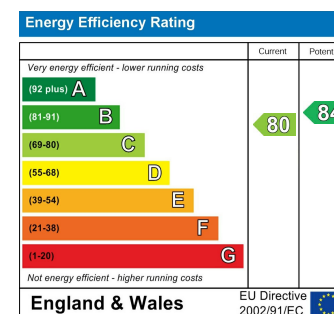 Energy Efficiency Rating
Current Potent
Very energy efficient - lower running costs
(92 plus) A
(81-91) B
(69-80) C
(55-68) D
(39-54) E
(21-38) F
(1-20) G
80
84
Not energy efficient - higher running costs
England & Wales
EU Directive
2002/91/EC